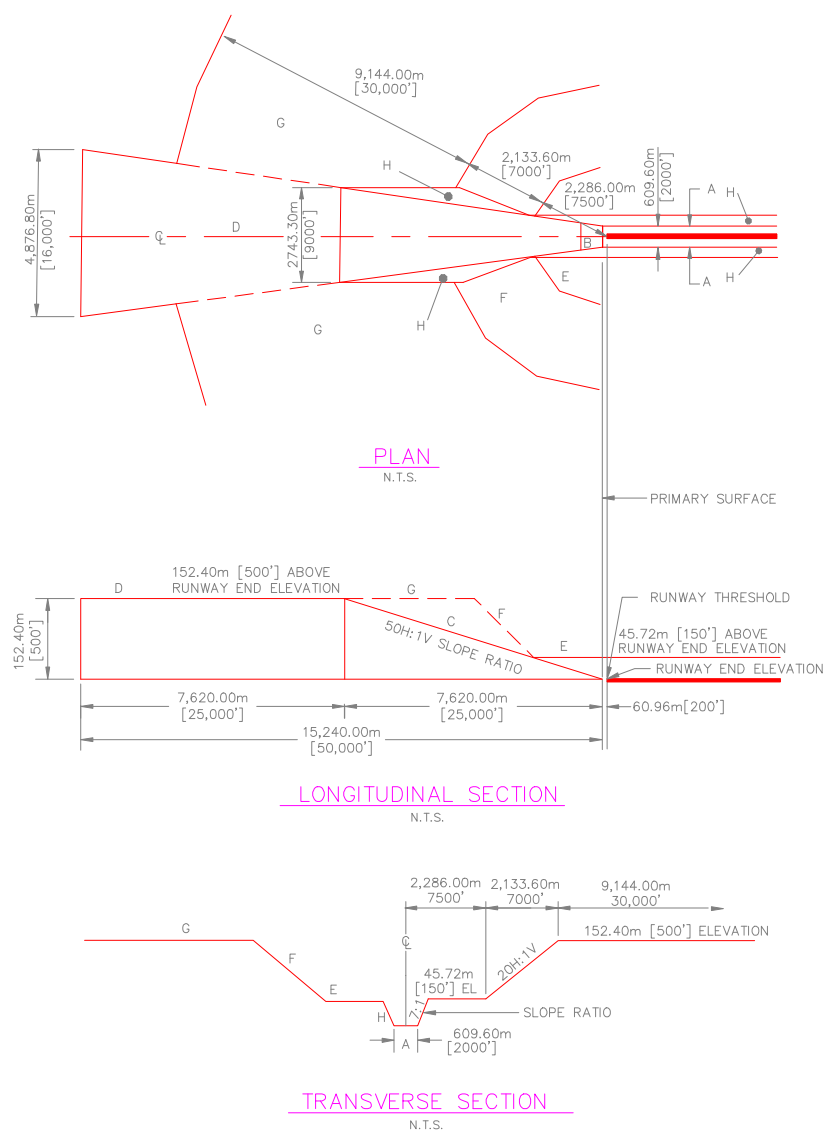 9,144.00m
[30,000']
G
H
2,133.60m
[7000']
2,286.00m
[7500']
609.60m
[2000']
A
H
4,876.80m
[16,000']
℄
D
2743.30m
[9000']
B
A
H
E
F
G
H
PLAN
N.T.S.
PRIMARY SURFACE
D
152.40m [500'] ABOVE
RUNWAY END ELEVATION
G
F
C
50H:1V SLOPE RATIO
E
RUNWAY THRESHOLD
45.72m [150'] ABOVE
RUNWAY END ELEVATION
RUNWAY END ELEVATION
152.40m
[500']
7,620.00m
[25,000']
7,620.00m
[25,000']
60.96m[200']
15,240.00m
[50,000']
LONGITUDINAL SECTION
N.T.S.
2,286.00m
7500'
2,133.60m
7000'
9,144.00m
30,000'
G
℄
152.40m [500'] ELEVATION
F
20H:1V
E
45.72m
[150'] EL
H
7:1
SLOPE RATIO
A
609.60m
[2000']
TRANSVERSE SECTION
N.T.S.